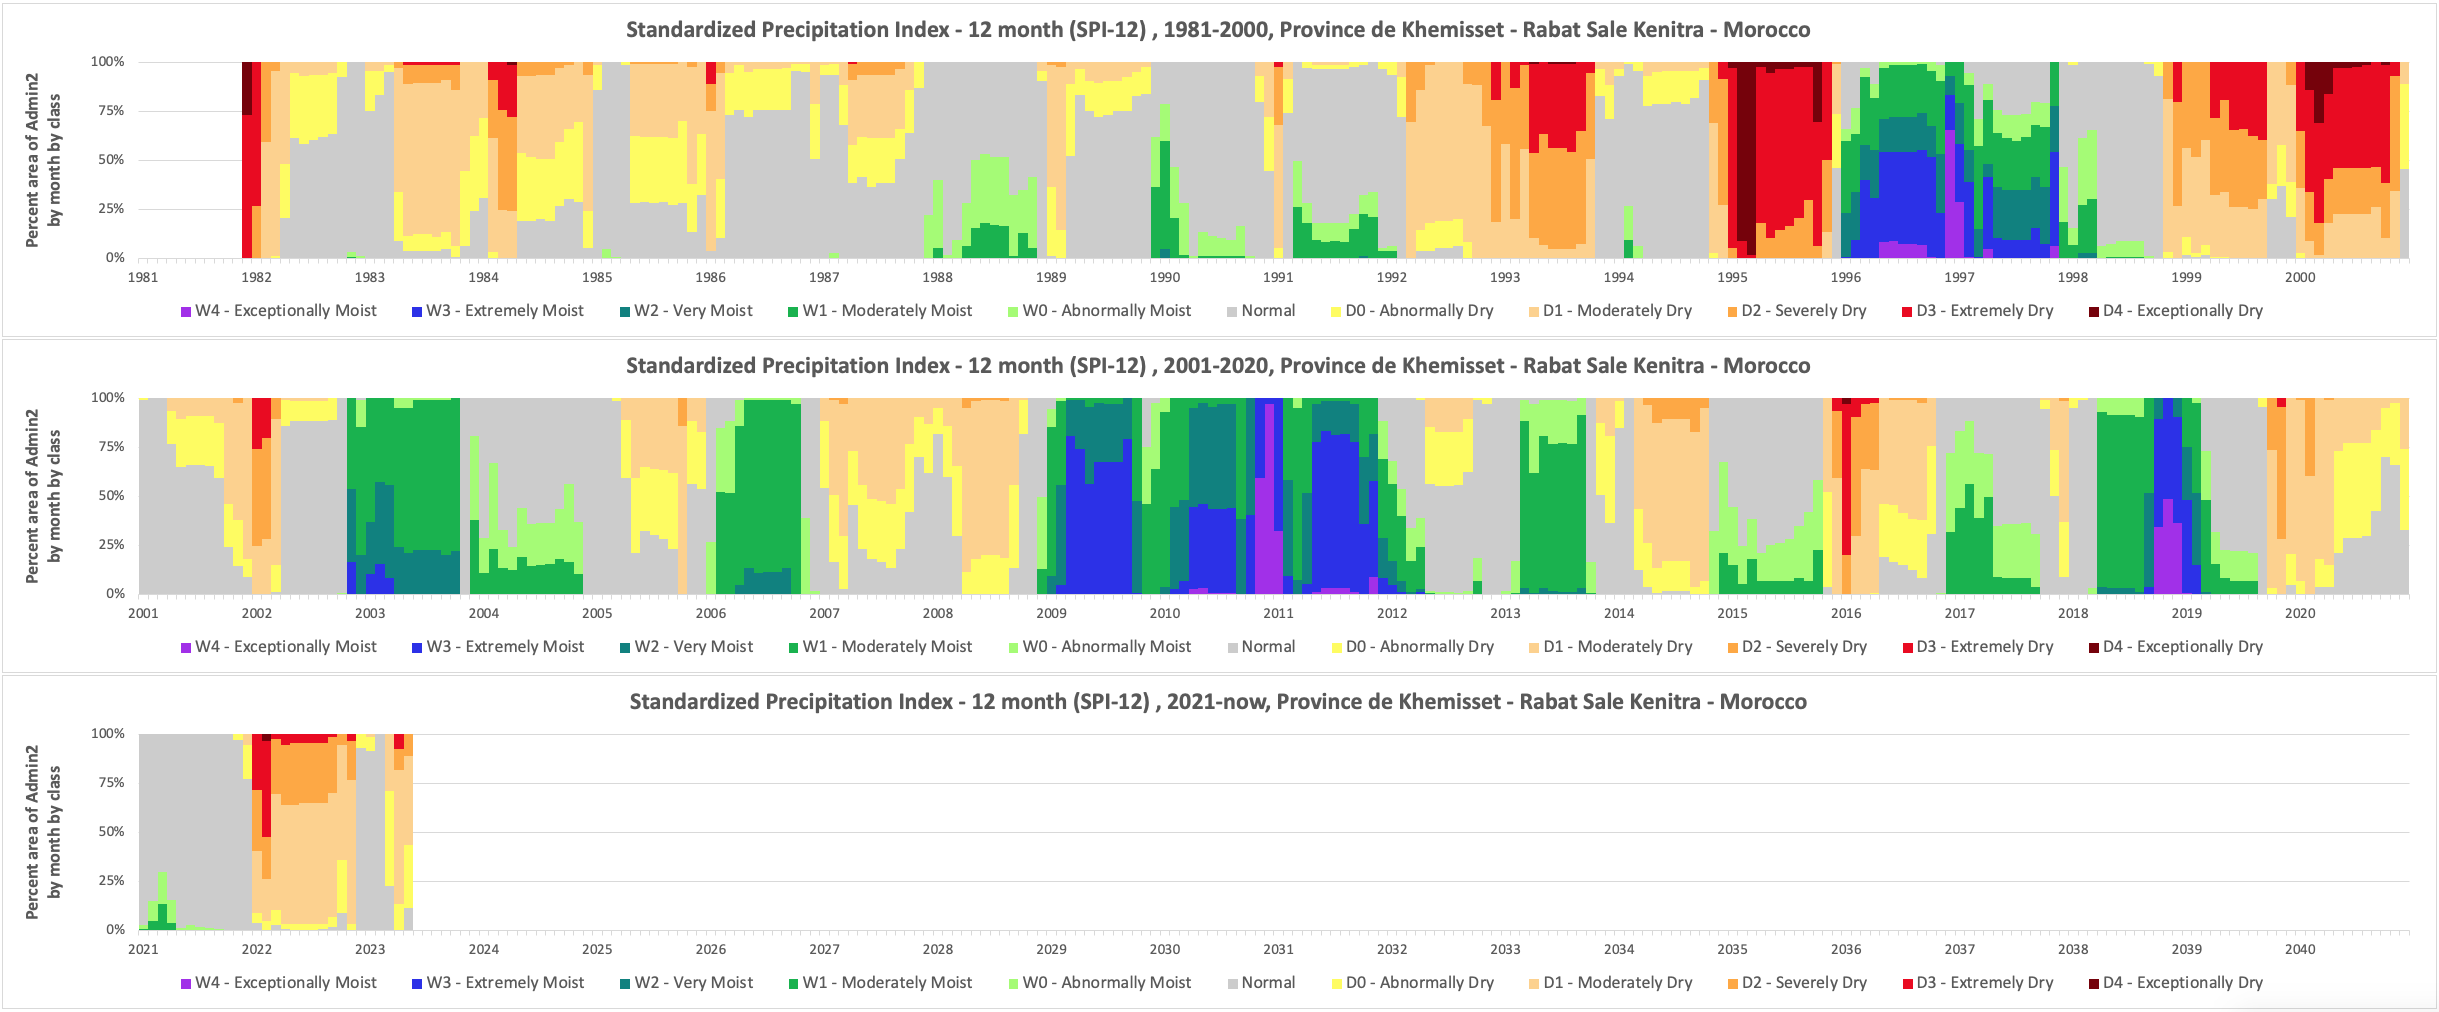 Standardized Precipitation Index - 12 month (SPI-12) , 1981-2000, Province de Khemisset - Rabat Sale Kenitra - Morocco
Percent area of Admin2
by month by class
100%
75%
50%
25%
0%
1981 1982 1983 1984 1985 1986 1987 1988 1989 1990 1991 1992 1993 1994 1995 1996 1997 1998 1999 2000
W4 - Exceptionally Moist W3 - Extremely Moist W2 - Very Moist W1 - Moderately Moist W0 - Abnormally Moist Normal D0 - Abnormally Dry D1 - Moderately Dry D2 - Severely Dry D3 - Extremely Dry D4 - Exceptionally Dry
Standardized Precipitation Index - 12 month (SPI-12) , 2001-2020, Province de Khemisset - Rabat Sale Kenitra - Morocco
Percent area of Admin2
by month by class
100%
75%
50%
25%
0%
2001 2002 2003 2004 2005 2006 2007 2008 2009 2010 2011 2012 2013 2014 2015 2016 2017 2018 2019 2020
W4 - Exceptionally Moist W3 - Extremely Moist W2 - Very Moist W1 - Moderately Moist W0 - Abnormally Moist Normal D0 - Abnormally Dry D1 - Moderately Dry D2 - Severely Dry D3 - Extremely Dry D4 - Exceptionally Dry
Standardized Precipitation Index - 12 month (SPI-12) , 2021-now, Province de Khemisset - Rabat Sale Kenitra - Morocco
Percent area of Admin2
by month by class
100%
75%
50%
25%
0%
2021 2022 2023 2024 2025 2026 2027 2028 2029 2030 2031 2032 2033 2034 2035 2036 2037 2038 2039 2040
W4 - Exceptionally Moist W3 - Extremely Moist W2 - Very Moist W1 - Moderately Moist W0 - Abnormally Moist Normal D0 - Abnormally Dry D1 - Moderately Dry D2 - Severely Dry D3 - Extremely Dry D4 - Exceptionally Dry